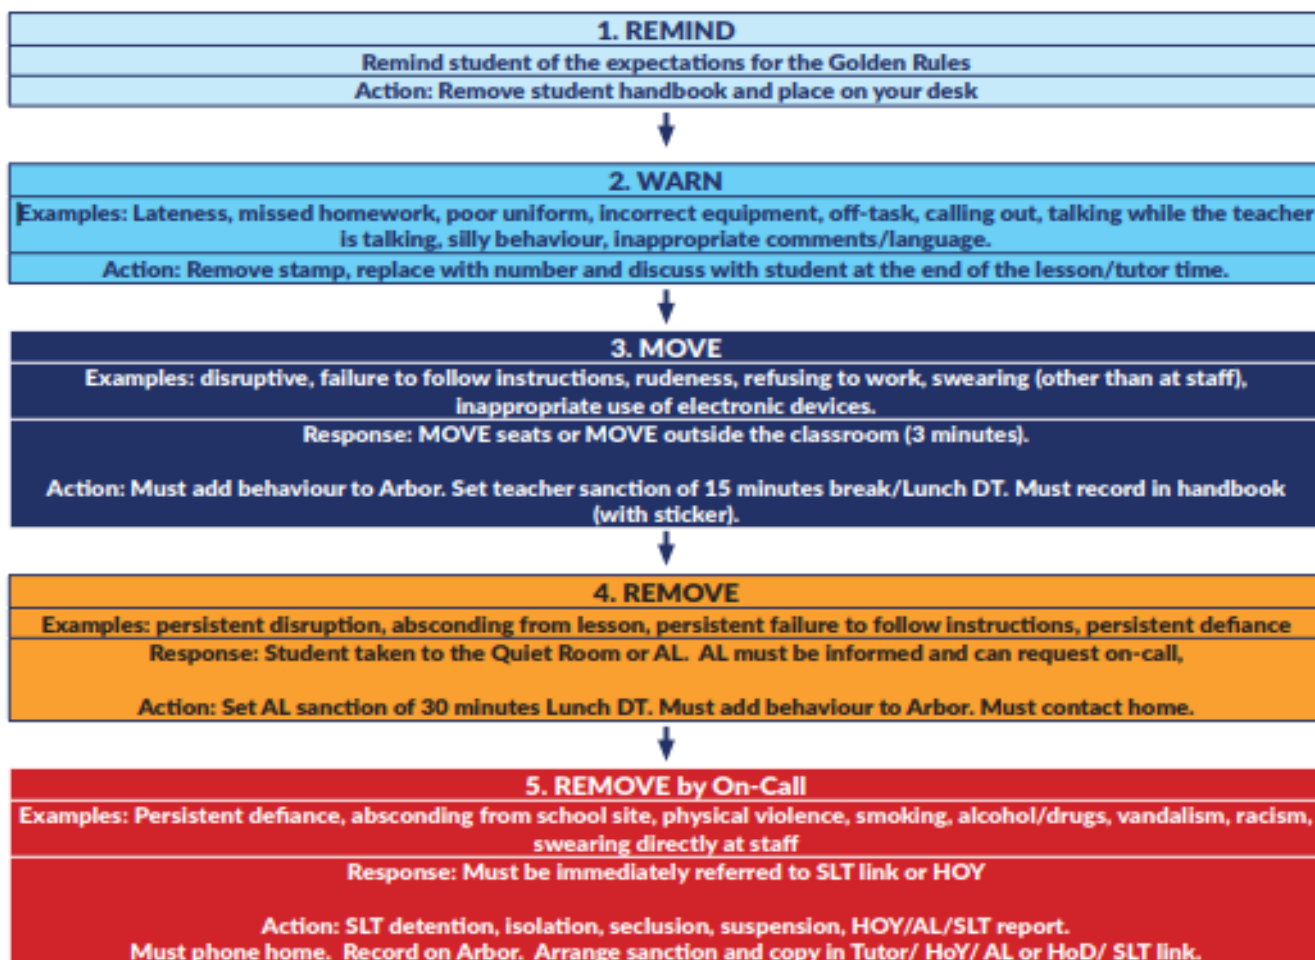 1. REMIND
Remind student of the expectations for the Golden Rules
Action: Remove student handbook and place on your desk
2. WARN
Examples: Lateness, missed homework, poor uniform, incorrect equipment, off-task, calling out, talking while the teacher
is talking, silly behaviour, inappropriate comments/language.
Action: Remove stamp, replace with number and discuss with student at the end of the lesson/tutor time.
3. MOVE
Examples: disruptive, failure to follow instructions, rudeness, refusing to work, swearing (other than at staff),
inappropriate use of electronic devices.
Response: MOVE seats or MOVE outside the classroom (3 minutes).
Action: Must add behaviour to Arbor. Set teacher sanction of 15 minutes break/Lunch DT. Must record in handbook
(with sticker).
4. REMOVE
Examples: persistent disruption, absconding from lesson, persistent failure to follow instructions, persistent defiance
Response: Student taken to the Quiet Room or AL. AL must be informed and can request on-call,
Action: Set AL sanction of 30 minutes Lunch DT. Must add behaviour to Arbor. Must contact home.
5. REMOVE by On-Call
Examples: Persistent defiance, absconding from school site, physical violence, smoking, alcohol/drugs, vandalism, racism,
swearing directly at staff
Response: Must be immediately referred to SLT link or HOY
Action: SLT detention, isolation, seclusion, suspension, HOY/AL/SLT report.
Must phone home. Record on Arbor. Arrange sanction and copy in Tutor/ HoY/ AL or HoD/ SLT link.